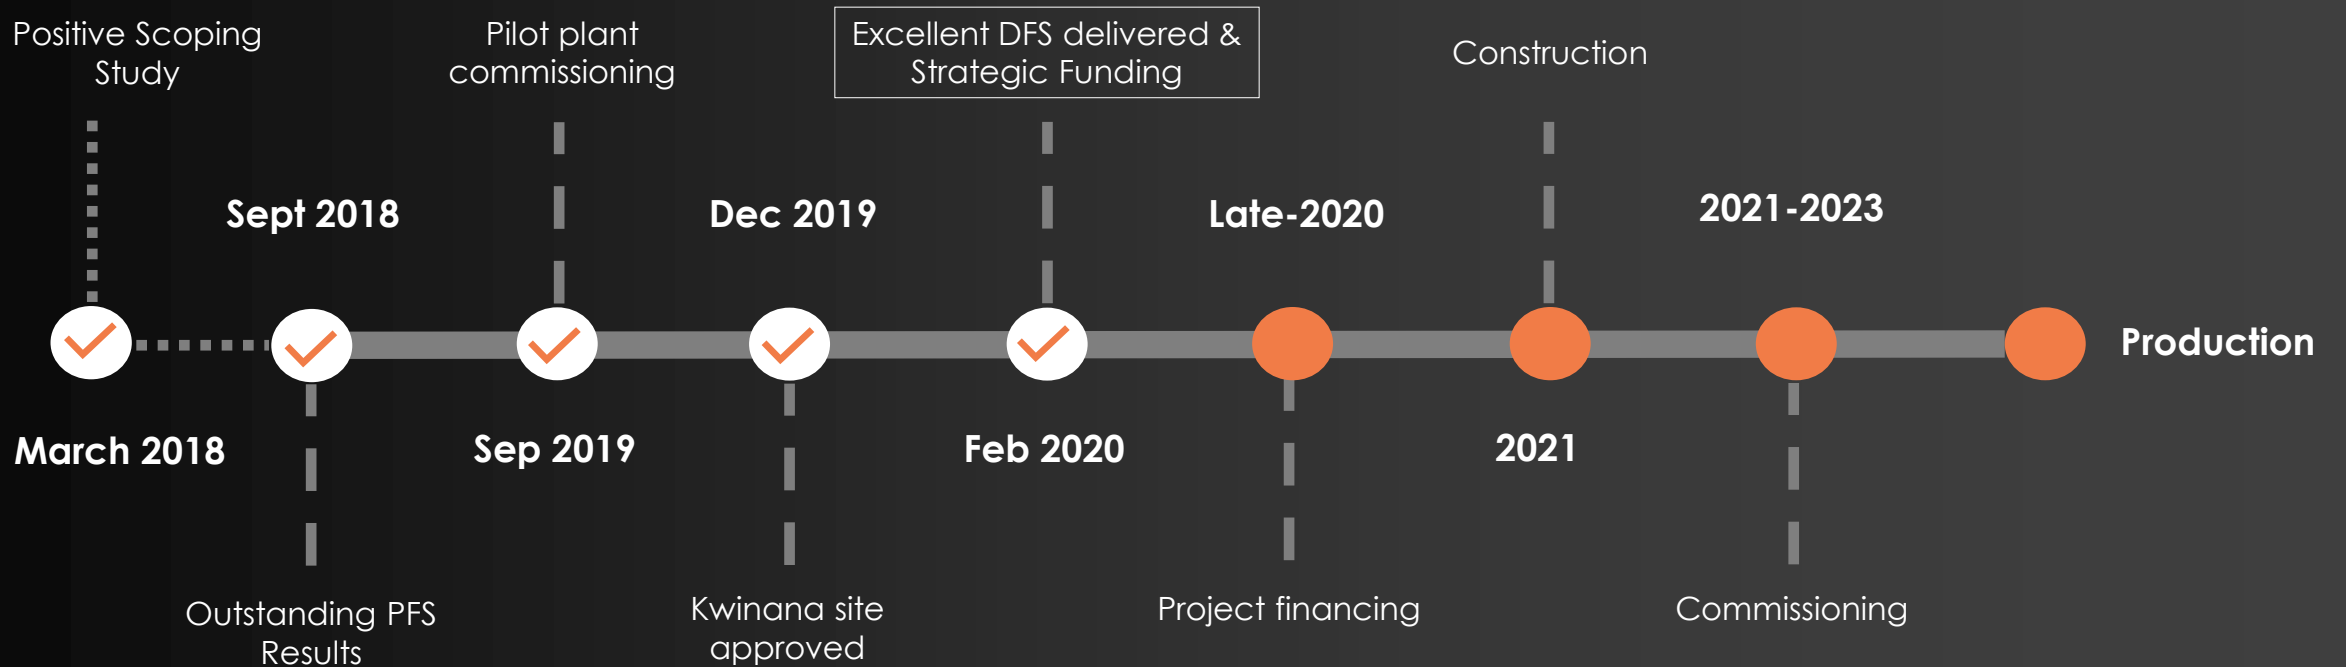 Positive Scoping
Study
Pilot plant
commissioning
Excellent DFS delivered &
Strategic Funding
Construction
Sept 2018
Dec 2019
Late-2020
2021-2023
Production
March 2018
Sep 2019
Feb 2020
2021
Outstanding PFS
Results
Kwinana site
approved
Project financing
Commissioning